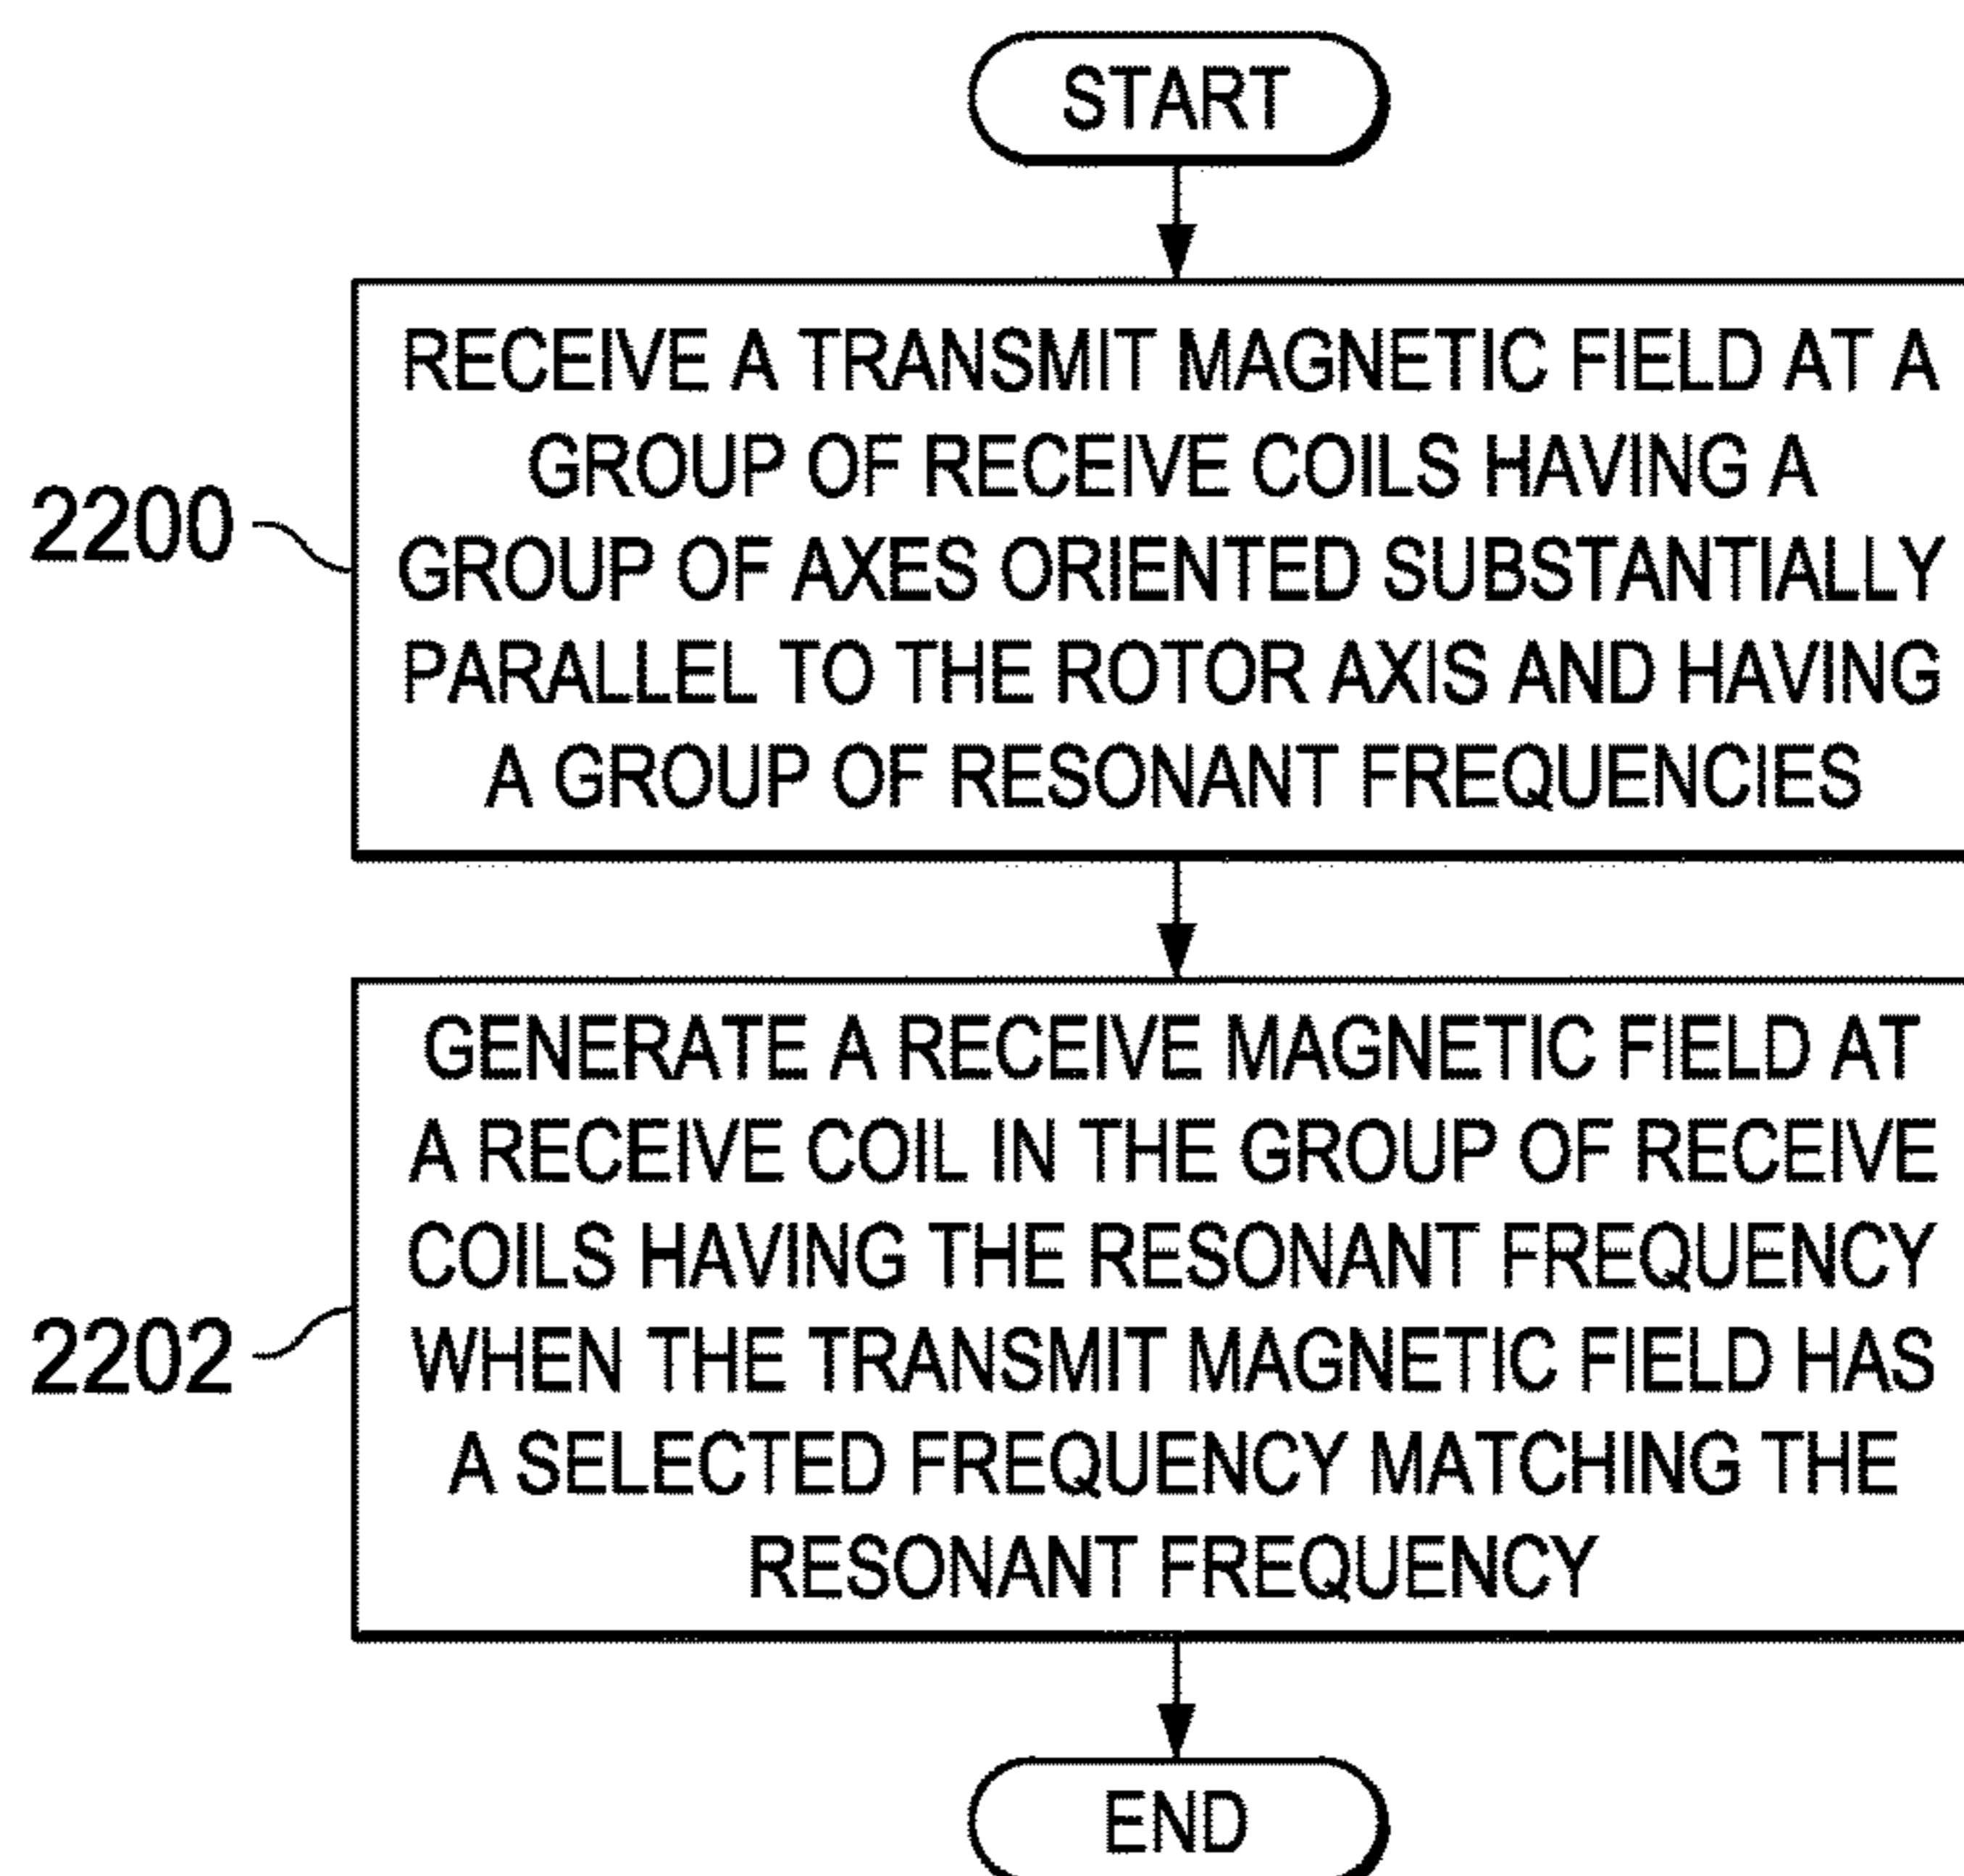 START
RECEIVE A TRANSMIT MAGNETIC FIELD AT A
GROUP OF RECEIVE COILS HAVING A
2200
GROUP OF AXES ORIENTED SUBSTANTIALLY
PARALLEL TO THE ROTOR AXIS AND HAVING
A GROUP OF RESONANT FREQUENCIES
GENERATE A RECEIVE MAGNETIC FIELD AT
A RECEIVE COIL IN THE GROUP OF RECEIVE
COILS HAVING THE RESONANT FREQUENCY
2202
WHEN THE TRANSMIT MAGNETIC FIELD HAS
A SELECTED FREQUENCY MATCHING THE
RESONANT FREQUENCY
END